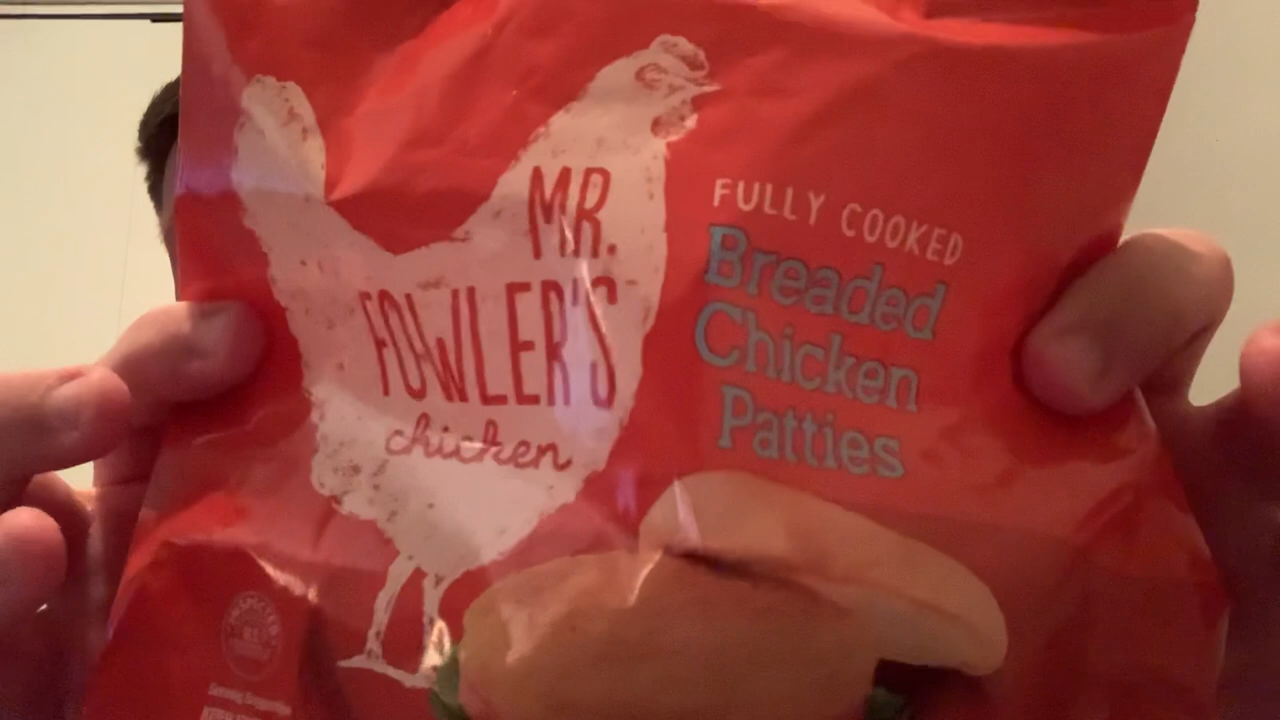 MR.
FOWLER'S
chicken
FULLY COOKED
Breaded
Chicken
Patties